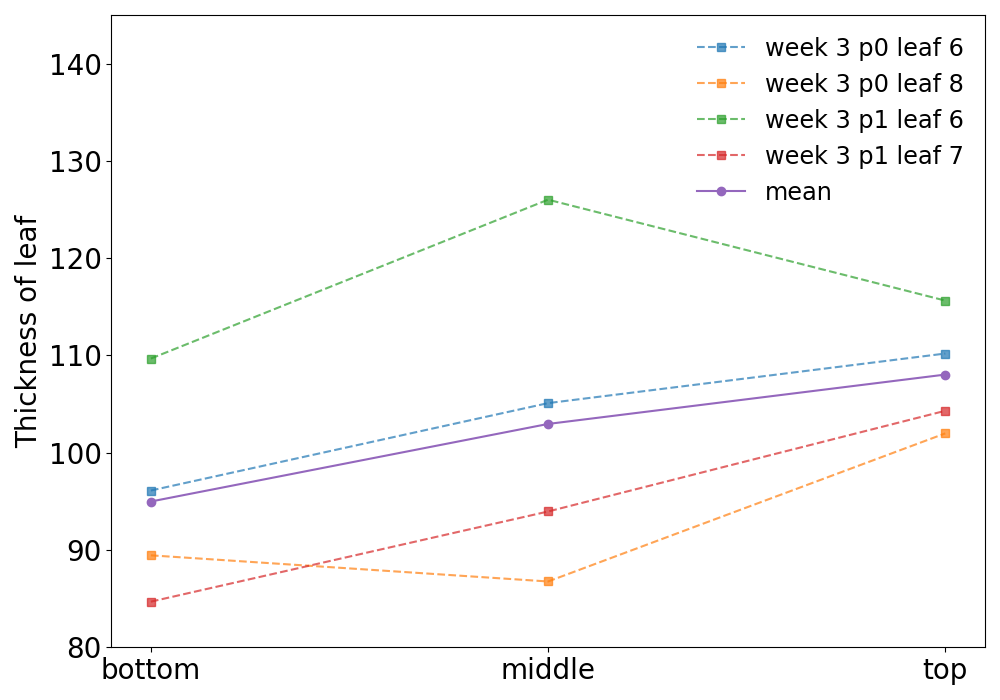 week 3 p0 leaf 6
week 3 p0 leaf 8
week 3 p1 leaf 6
week 3 p1 leaf 7
mean
Thickness of leaf
140
130
120
110
100
90
80
bottom middle top